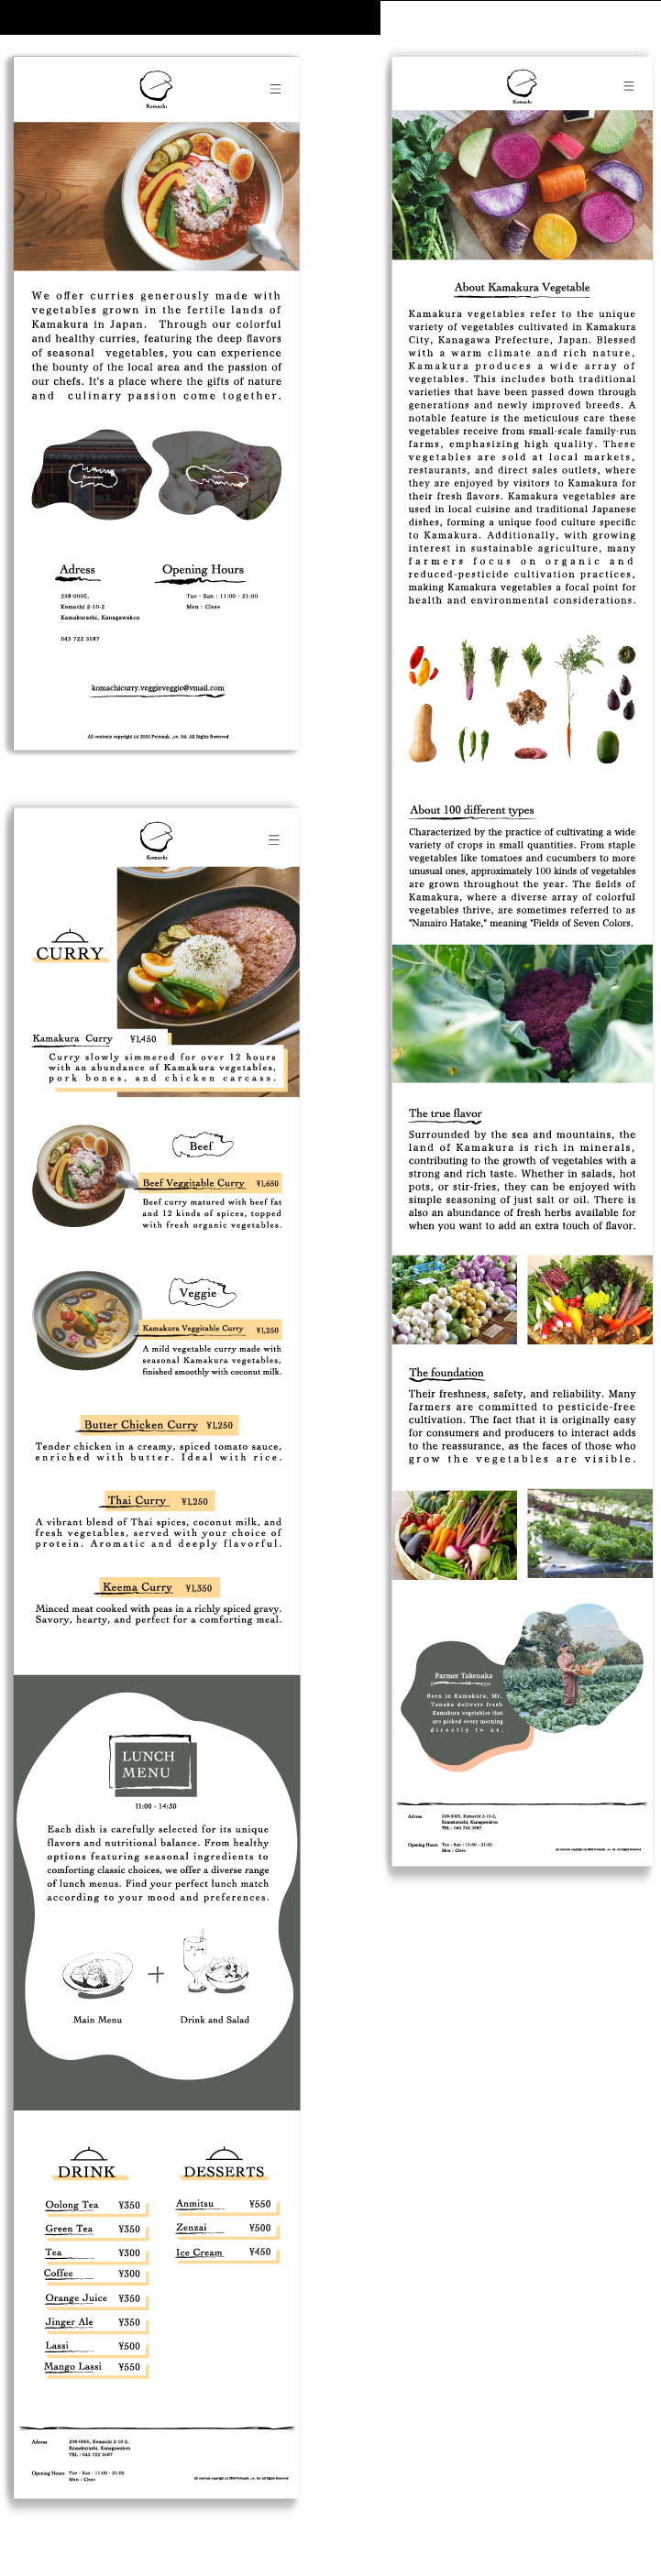 Komachi
We offer curries generously made with
vegetables grown in the fertile lands of
Kamakura in Japan. Through our colorful
and healthy curries, featuring the deep flavors
of seasonal vegetables, you can experience
the bounty of the local area and the passion of
our chefs. It's a place where the gifts of nature
and culinary passion come together.
Adress
Opening Hours
238-0005,
Komachi 2-10-2
Kamakurashi, Kanagawaken
043 722 3587
Tue - Sun : 11:00 - 21:00
Mon : Close
komachicurry.veggieveggie@vmail.com
Komachi
CURRY
Kamakura Curry ¥1,450
Curry slowly simmered for over 12 hours
with an abundance of Kamakura vegetables,
pork bones, and chicken carcass.
Beef
Beef Veggitable Curry ¥1,650
Beef curry matured with beef fat
and 12 kinds of spices, topped
with fresh organic vegetables.
Veggie
Kamakura Veggitable Curry ¥1,250
A mild vegetable curry made with
seasonal Kamakura vegetables,
finished smoothly with coconut milk.
Butter Chicken Curry ¥1,250
Tender chicken in a creamy, spiced tomato sauce,
enriched with butter. Ideal with rice.
Thai Curry ¥1,250
A vibrant blend of Thai spices, coconut milk, and
fresh vegetables, served with your choice of
protein. Aromatic and deeply flavorful.
Keema Curry ¥1,350
Minced meat cooked with peas in a richly spiced gravy.
Savory, hearty, and perfect for a comforting meal.
LUNCH
MENU
11:00 - 14:30
Each dish is carefully selected for its unique
flavors and nutritional balance. From healthy
options featuring seasonal ingredients to
comforting classic choices, we offer a diverse range
of lunch menus. Find your perfect lunch match
according to your mood and preferences.
+
Main Menu
Drink and Salad
DRINK
Oolong Tea ¥350
Green Tea ¥350
Tea ¥300
Coffee ¥300
Orange Juice ¥350
Jinger Ale ¥350
Lassi ¥500
Mango Lassi ¥550
DESSERTS
Anmitsu ¥550
Zenzai ¥500
Ice Cream ¥450
Adress
238-0005, Komachi 2-10-2,
Kamakurashi, Kanagawaken
TEL : 043 722 3587
Opening Hours Tue - Sun : 11:00 - 21:00
Mon : Close
Komachi
About Kamakura Vegetable
Kamakura vegetables refer to the unique
variety of vegetables cultivated in Kamakura
City, Kanagawa Prefecture, Japan. Blessed
with a warm climate and rich nature,
Kamakura produces a wide array of
vegetables. This includes both traditional
varieties that have been passed down through
generations and newly improved breeds. A
notable feature is the meticulous care these
vegetables receive from small-scale family-run
farms, emphasizing high quality. These
vegetables are sold at local markets,
restaurants, and direct sales outlets, where
they are enjoyed by visitors to Kamakura for
their fresh flavors. Kamakura vegetables are
used in local cuisine and traditional Japanese
dishes, forming a unique food culture specific
to Kamakura. Additionally, with growing
interest in sustainable agriculture, many
farmers focus on organic and
reduced-pesticide cultivation practices,
making Kamakura vegetables a focal point for
health and environmental considerations.
About 100 different types
Characterized by the practice of cultivating a wide
variety of crops in small quantities. From staple
vegetables like tomatoes and cucumbers to more
unusual ones, approximately 100 kinds of vegetables
are grown throughout the year. The fields of
Kamakura, where a diverse array of colorful
vegetables thrive, are sometimes referred to as
"Nanairo Hatake," meaning "Fields of Seven Colors.
The true flavor
Surrounded by the sea and mountains, the
land of Kamakura is rich in minerals,
contributing to the growth of vegetables with a
strong and rich taste. Whether in salads, hot
pots, or stir-fries, they can be enjoyed with
simple seasoning of just salt or oil. There is
also an abundance of fresh herbs available for
when you want to add an extra touch of flavor.
The foundation
Their freshness, safety, and reliability. Many
farmers are committed to pesticide-free
cultivation. The fact that it is originally easy
for consumers and producers to interact adds
to the reassurance, as the faces of those who
grow the vegetables are visible.
Farmer Takenaka
Born in Kamakura, Mr.
Tanaka delivers fresh
Kamakura vegetables that
are picked every morning
directly to us.
Adress
238-0005, Komachi 2-10-2,
Kamakurashi, Kanagawaken
TEL : 043 722 3587
Opening Hours Tue - Sun : 11:00 - 21:00
Mon : Close